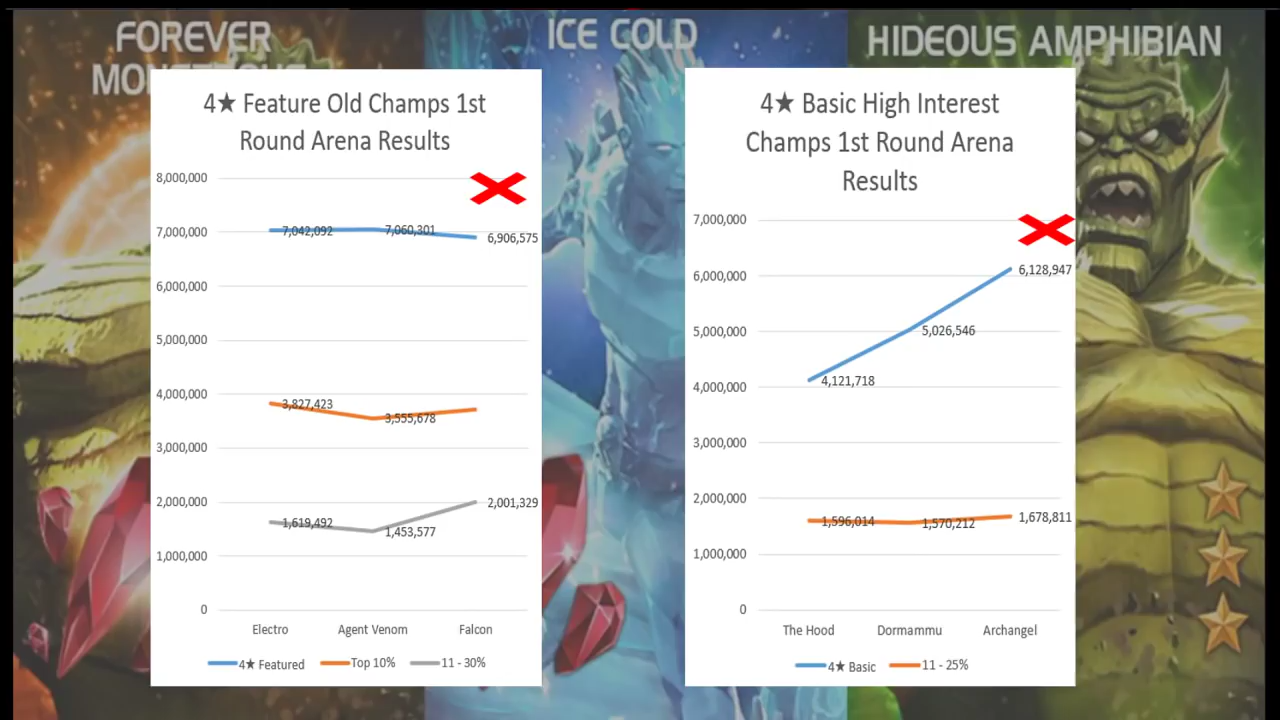 FOREVER
ICE COLD
HIDEOUS AMPHIBIAN
4★ Feature Old Champs 1st
Round Arena Results
8,000,000
7,000,000
6,000,000
5,000,000
4,000,000
3,000,000
2,000,000
1,000,000
0
7,042,092
7,060,301
6,906,575
3,827,423
3,555,678
1,619,492
1,453,577
2,001,329
Electro
Agent Venom
Falcon
4★ Featured
Top 10%
11 - 30%
4★ Basic High Interest
Champs 1st Round Arena
Results
7,000,000
6,000,000
5,000,000
4,000,000
3,000,000
2,000,000
1,000,000
0
4,121,718
5,026,546
6,128,947
1,596,014
1,570,212
1,678,811
The Hood
Dormammu
Archangel
4★ Basic
11 - 25%